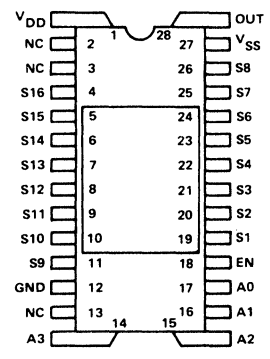 VDD 1 28 OUT
NC 2 27 VSS
NC 3 26 S8
S16 4 25 S7
S15 5 24 S6
S14 6 23 S5
S13 7 22 S4
S12 8 21 S3
S11 9 20 S2
S10 10 19 S1
S9 11 18 EN
GND 12 17 A0
NC 13 16 A1
A3 14 15 A2